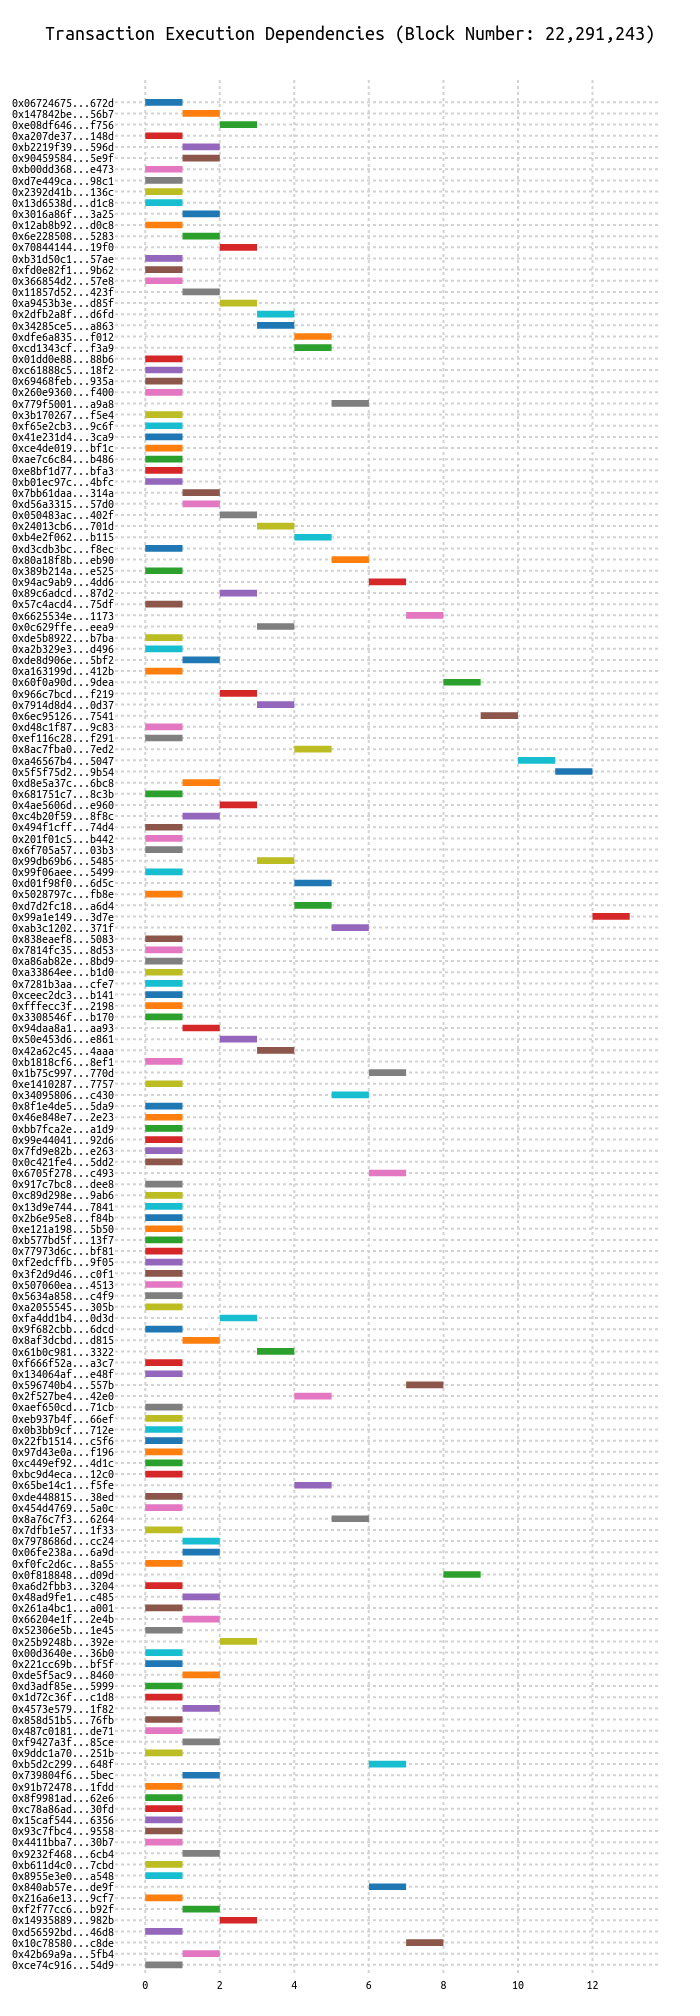 Transaction Execution Dependencies (Block Number: 22,291,243)
0x06724675...672d
0x147842be...56b7
0xe08df646...f756
0xa207de37...148d
0xb2219f39...596d
0x90459584...5e9f
0xb00dd368...e473
0xd7e449ca...98c1
0x2392d41b...136c
0x13d6538d...d1c8
0x3016a86f...3a25
0x12ab8b92...d0c8
0x6e228508...5283
0x70844144...19f0
0xb31d50c1...57ae
0xfd0e82f1...9b62
0x366854d2...57e8
0x11857d52...423f
0xa9453b3e...d85f
0x2dfb2a8f...d6fd
0x34285ce5...a863
0xdfe6a835...f012
0xcd1343cf...f3a9
0x01dd0e88...88b6
0xc61888c5...18f2
0x69468feb...935a
0x260e9360...f400
0x779f5001...a9a8
0x3b170267...f5e4
0xf65e2cb3...9c6f
0x41e231d4...3ca9
0xce4de019...bf1c
0xae7c6c84...b486
0xe8bf1d77...bfa3
0xb01ec97c...4bfc
0x7bb61daa...314a
0xd56a3315...57d0
0x050483ac...402f
0x24013cb6...701d
0xb4e2f062...b115
0xd3cdb3bc...f8ec
0x80a18f8b...eb90
0x389b214a...e525
0x94ac9ab9...4dd6
0x89c6adcd...87d2
0x57c4acd4...75df
0x6625534e...1173
0x0c629ffe...eea9
0xde5b8922...b7ba
0xa2b329e3...d496
0xde8d906e...5bf2
0xa163199d...412b
0x60f0a90d...9dea
0x966c7bcd...f219
0x7914d8d4...0d37
0x6ec95126...7541
0xd48c1f87...9c83
0xef116c28...f291
0x8ac7fba0...7ed2
0xa46567b4...5047
0x5f5f75d2...9b54
0xd8e5a37c...6bc8
0x681751c7...8c3b
0x4ae5606d...e960
0xc4b20f59...8f8c
0x494f1cff...74d4
0x201f01c5...b442
0x6f705a57...03b3
0x99db69b6...5485
0x99f06aee...5499
0xd01f98f0...6d5c
0x5028797c...fb8e
0xd7d2fc18...a6d4
0x99a1e149...3d7e
0xab3c1202...371f
0x838eaef8...5083
0x7814fc35...8d53
0xa86ab82e...8bd9
0xa33864ee...b1d0
0x7281b3aa...cfe7
0xceec2dc3...b141
0xfffecc3f...2198
0x3308546f...b170
0x94daa8a1...aa93
0x50e453d6...e861
0x42a62c45...4aaa
0xb1818cf6...8ef1
0x1b75c997...770d
0xe1410287...7757
0x34095806...c430
0x8f1e4de5...5da9
0x46e848e7...2e23
0xbb7fca2e...a1d9
0x99e44041...92d6
0x7fd9e82b...e263
0x0c421fe4...5dd2
0x6705f278...c493
0x917c7bc8...dee8
0xc89d298e...9ab6
0x13d9e744...7841
0x2b6e95e8...f84b
0xe121a198...5b50
0xb577bd5f...13f7
0x77973d6c...bf81
0xf2edcffb...9f05
0x3f2d9d46...c0f1
0x507060ea...4513
0x5634a858...c4f9
0xa2055545...305b
0xfa4dd1b4...0d3d
0x9f682cbb...6dcd
0x8af3dcbd...d815
0x61b0c981...3322
0xf666f52a...a3c7
0x134064af...e48f
0x596740b4...557b
0x2f527be4...42e0
0xaef650cd...71cb
0xeb937b4f...66ef
0x0b3bb9cf...712e
0x22fb1514...c5f6
0x97d43e0a...f196
0xc449ef92...4d1c
0xbc9d4eca...12c0
0x65be14c1...f5fe
0xde448815...38ed
0x454d4769...5a0c
0x8a76c7f3...6264
0x7dfb1e57...1f33
0x7978686d...cc24
0x06fe238a...6a9d
0xf0fc2d6c...8a55
0x0f818848...d09d
0xa6d2fbb3...3204
0x48ad9fe1...c485
0x261a4bc1...a001
0x66204e1f...2e4b
0x52306e5b...1e45
0x25b9248b...392e
0x00d3640e...36b0
0x221cc69b...bf5f
0xde5f5ac9...8460
0xd3adf85e...5999
0x1d72c36f...c1d8
0x4573e579...1f82
0x858d51b5...76fb
0x487c0181...de71
0xf9427a3f...85ce
0x9ddc1a70...251b
0xb5d2c299...648f
0x739804f6...5bec
0x91b72478...1fdd
0x8f9981ad...62e6
0xc78a86ad...30fd
0x15caf544...6356
0x93c7fbc4...9558
0x4411bba7...30b7
0x9232f468...6cb4
0xb611d4c0...7cbd
0x8955e3e0...a548
0x840ab57e...de9f
0x216a6e13...9cf7
0xf2f77cc6...b92f
0x14935889...982b
0xd56592bd...46d8
0x10c78580...c8de
0x42b69a9a...5fb4
0xce74c916...54d9
0 2 4 6 8 10 12